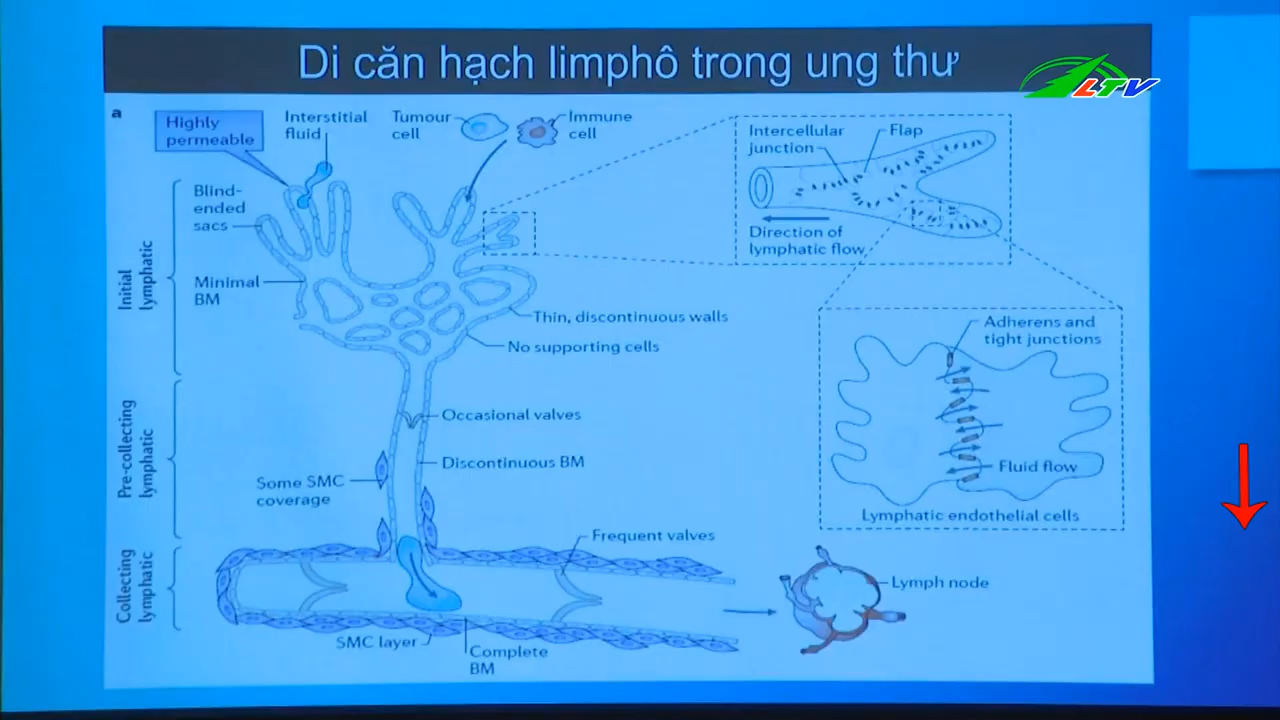 Di căn hạch limphô trong ung thư
LTV
a
Highly
permeable
Interstitial
fluid
Tumour
cell
Immune
cell
Blind-
ended
sacs
Minimal
BM
Initial
lymphatic
Thin, discontinuous walls
No supporting cells
Intercellular
junction
Flap
Direction of
lymphatic flow
Adherens and
tight junctions
Fluid flow
Lymphatic endothelial cells
Pre-collecting
lymphatic
Occasional valves
Discontinuous BM
Some SMC
coverage
Collecting
lymphatic
Frequent valves
SMC layer
Complete
BM
Lymph node